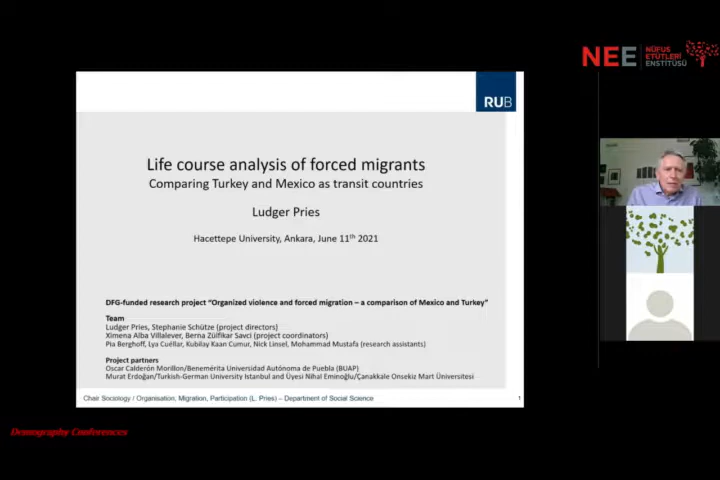 NEE
NÜFUS
ETÜTLERİ
ENSTİTÜSÜ
RUB
Life course analysis of forced migrants
Comparing Turkey and Mexico as transit countries
Ludger Pries
Hacettepe University, Ankara, June 11th 2021
DFG-funded research project “Organized violence and forced migration – a comparison of Mexico and Turkey”
Team
Ludger Pries, Stephanie Schütze (project directors)
Ximena Alba Villalever, Berna Zülfikar Savci (project coordinators)
Pia Berghoff, Lya Cuéllar, Kubilay Kaan Cumur, Nick Linsel, Mohammad Mustafa (research assistants)
Project partners
Oscar Calderón Morillon/Benemérita Universidad Autónoma de Puebla (BUAP)
Murat Erdoğan/Turkish-German University Istanbul and Üyesi Nihal Eminoğlu/Çanakkale Onsekiz Mart Üniversitesi
Chair Sociology / Organisation, Migration, Participation (L. Pries) – Department of Social Science
1
Demography Conferences